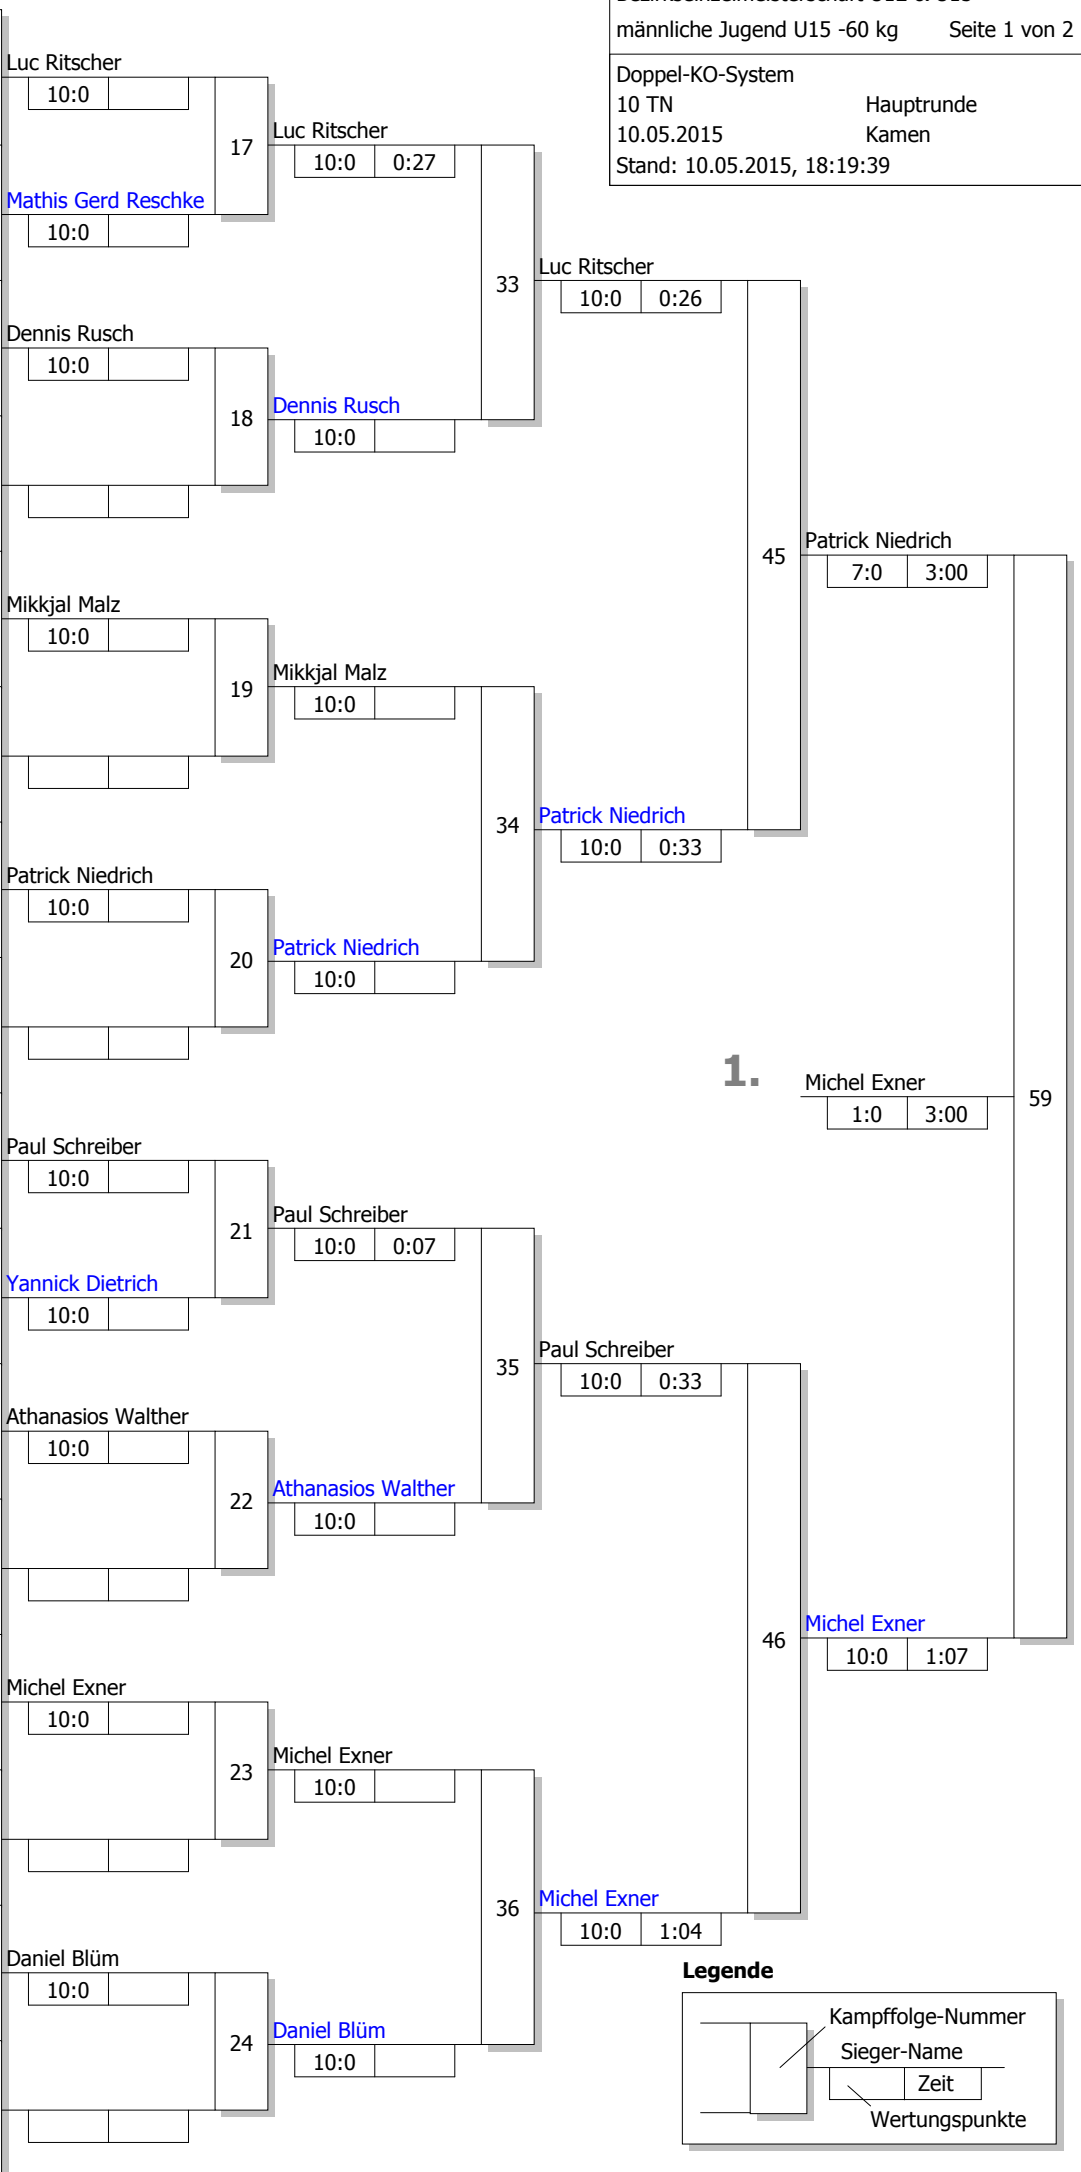 männliche Jugend U15 -60 kg Seite 1 von 2
Doppel-KO-System
10 TN Hauptrunde
10.05.2015 Kamen
Stand: 10.05.2015, 18:19:39
Luc Ritscher
10:0
17
Mathis Gerd Reschke
10:0
Luc Ritscher
10:0 0:27
33
Dennis Rusch
10:0
18
Dennis Rusch
10:0
Luc Ritscher
10:0 0:26
45
Mikkjal Malz
10:0
19
Mikkjal Malz
10:0
34
Patrick Niedrich
10:0
20
Patrick Niedrich
10:0
Patrick Niedrich
10:0 0:33
Patrick Niedrich
7:0 3:00
59
1.
Michel Exner
1:0 3:00
Paul Schreiber
10:0
21
Yannick Dietrich
10:0
Paul Schreiber
10:0 0:07
35
Athanasios Walther
10:0
22
Athanasios Walther
10:0
Paul Schreiber
10:0 0:33
46
Michel Exner
10:0 1:07
Michel Exner
10:0
23
Michel Exner
10:0
36
Daniel Blüm
10:0
24
Daniel Blüm
10:0
Michel Exner
10:0 1:04
Legende
Kampffolge-Nummer
Sieger-Name
Zeit
Wertungspunkte